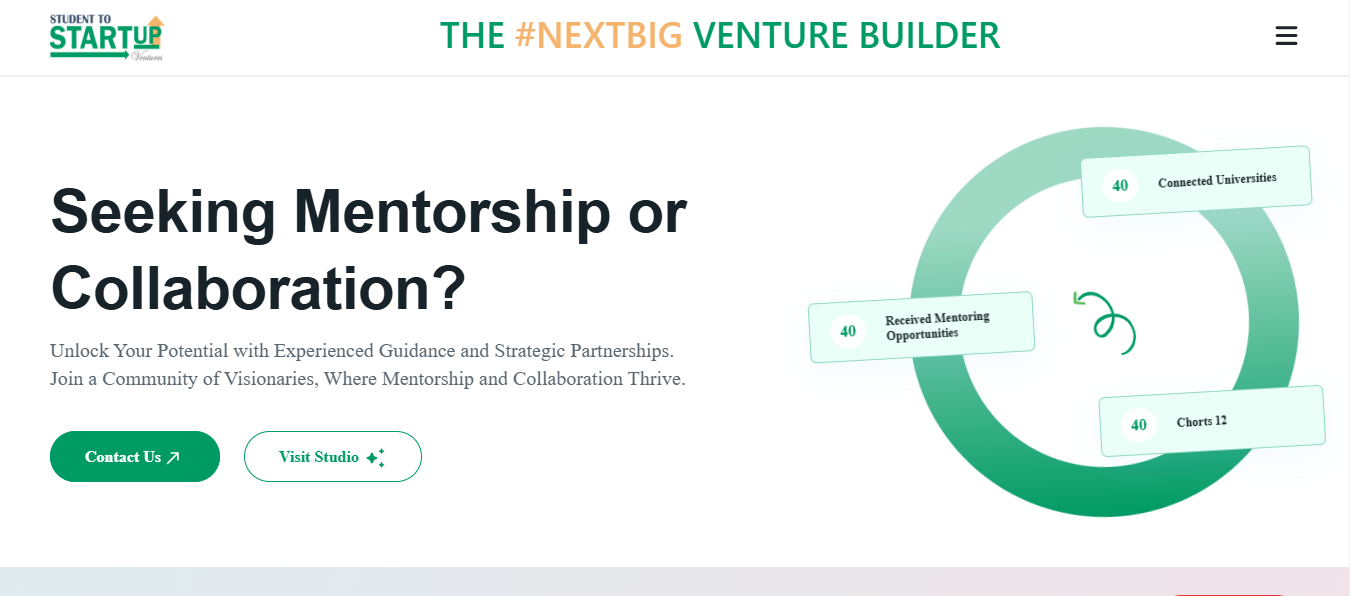 STUDENT TO
STARTUP
Ventures
THE #NEXTBIG VENTURE BUILDER
Seeking Mentorship or
Collaboration?
Unlock Your Potential with Experienced Guidance and Strategic Partnerships.
Join a Community of Visionaries, Where Mentorship and Collaboration Thrive.
Contact Us
Visit Studio
40 Connected Universities
40 Received Mentoring
Opportunities
40 Chorts 12